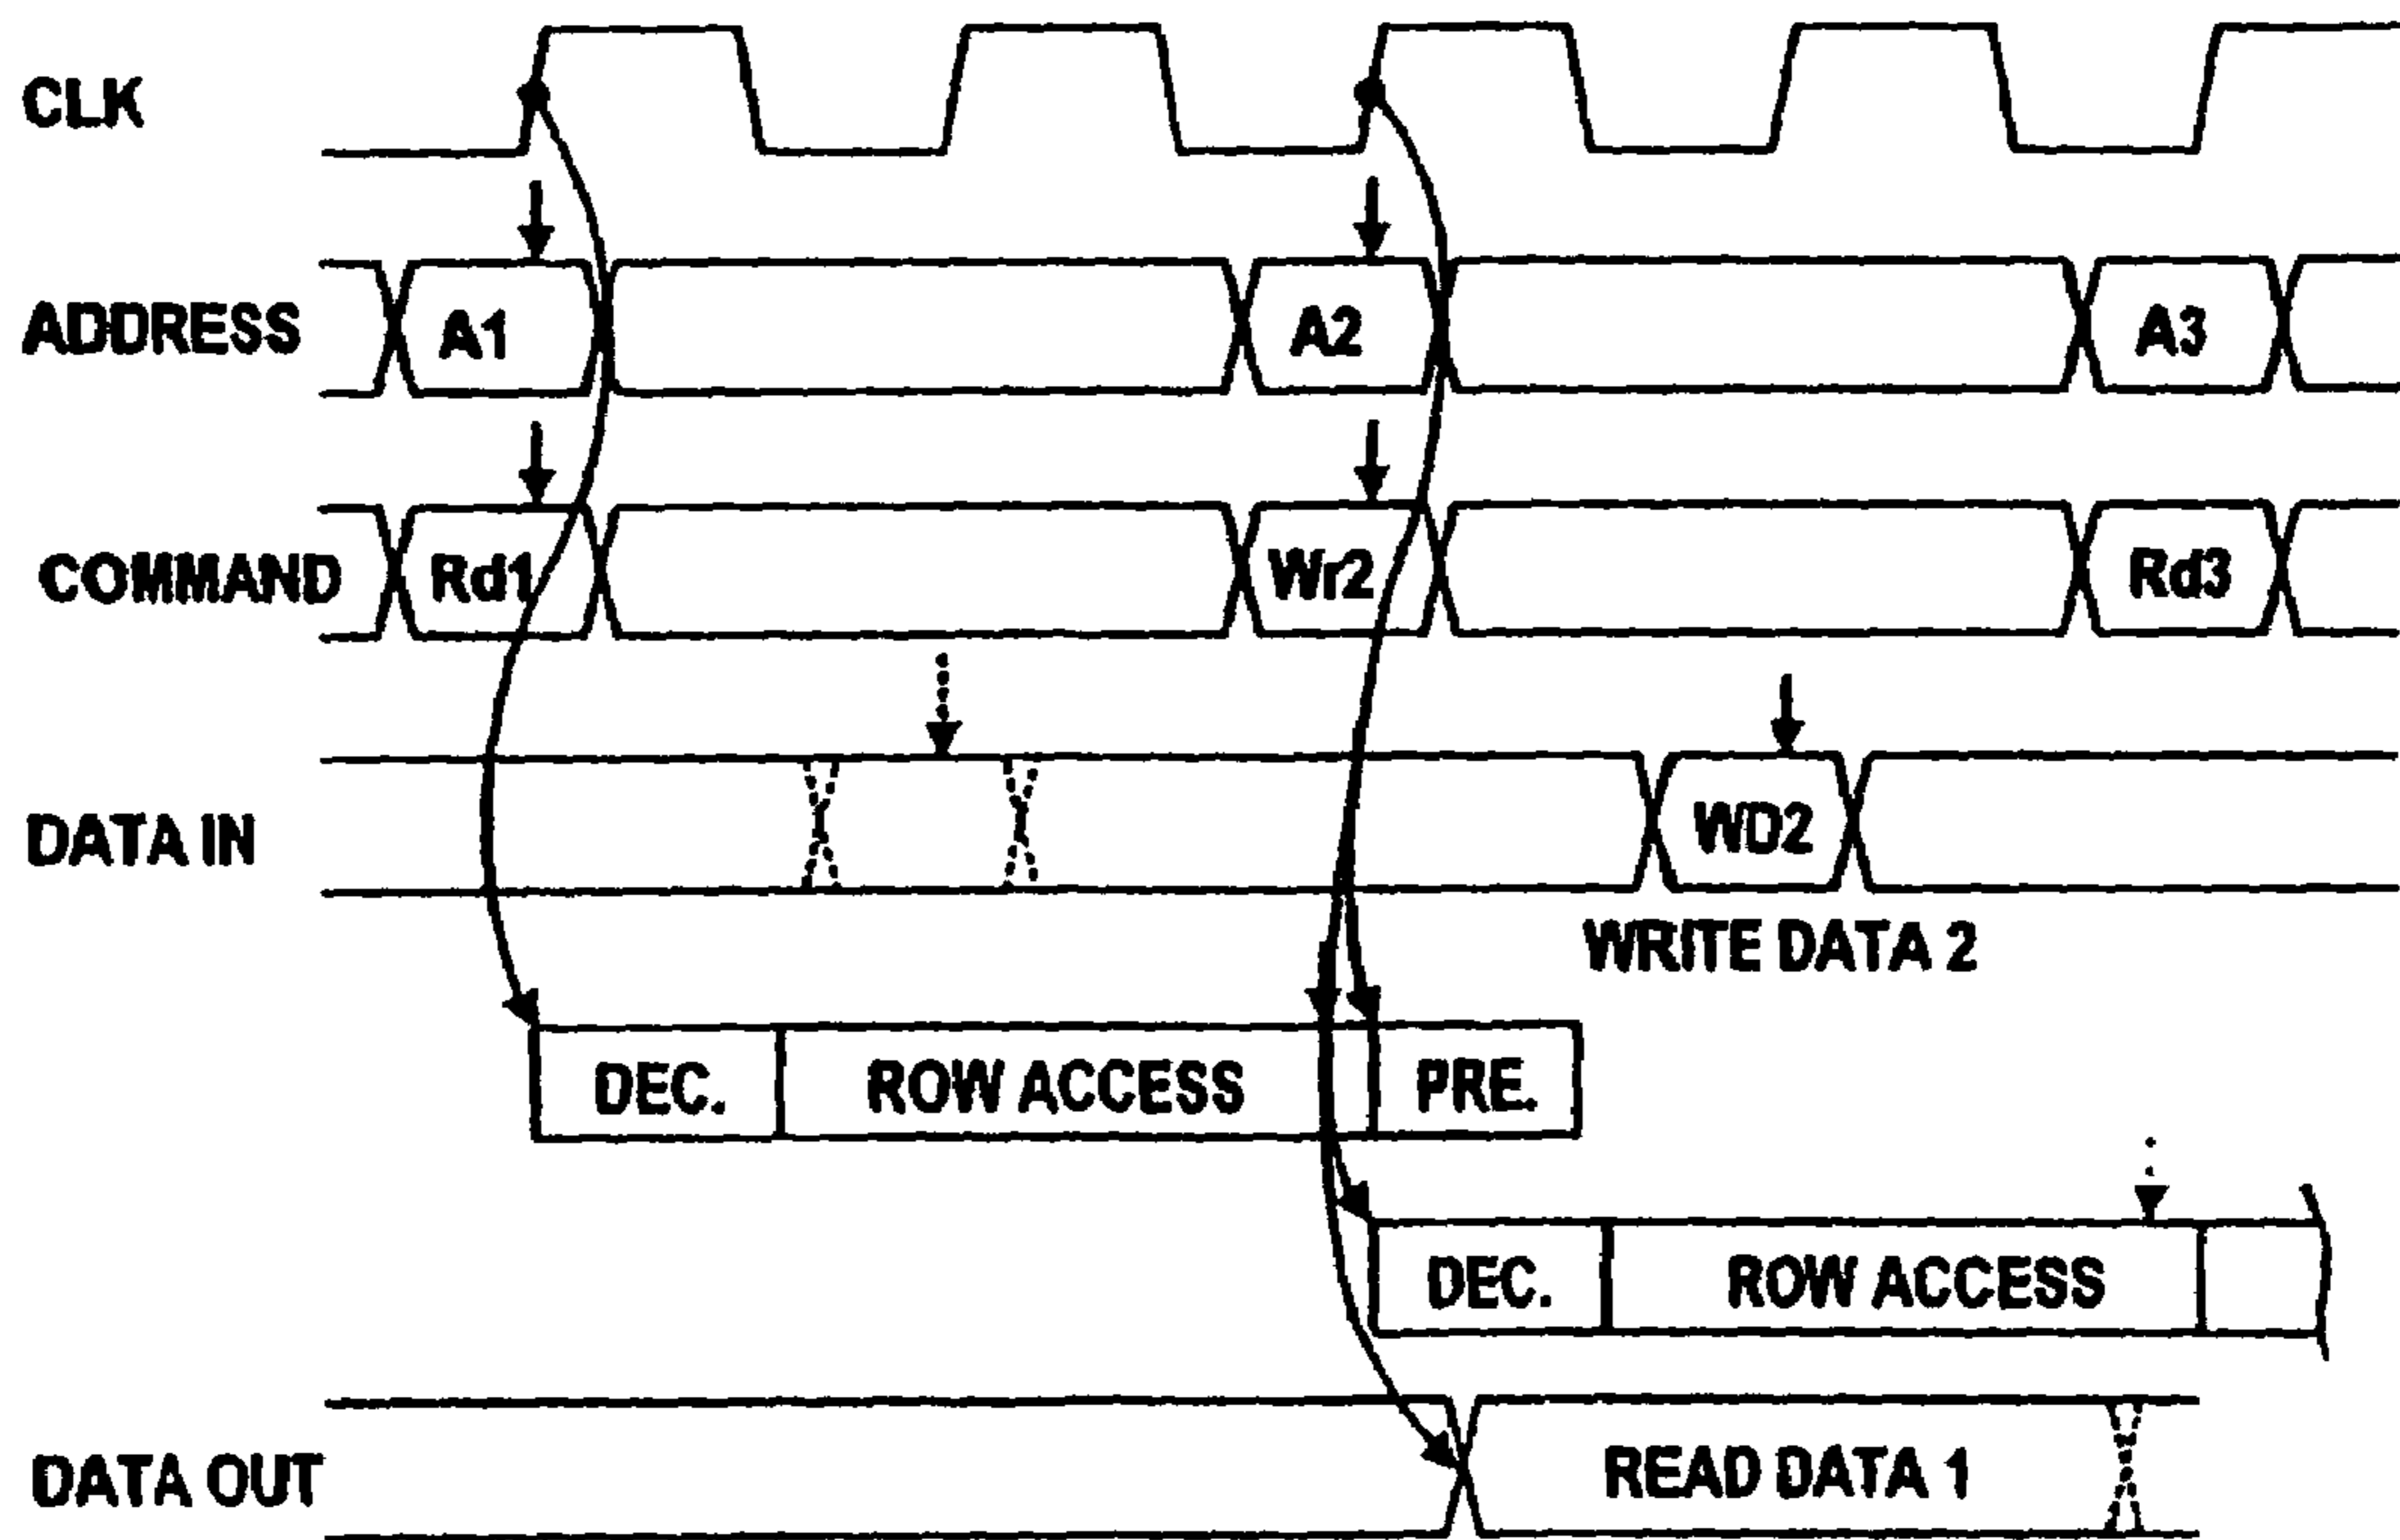 CLK
ADDRESS A1 A2 A3
COMMAND Rd1 Wr2 Rd3
DATA IN WD2
WRITE DATA 2
DEC. ROW ACCESS PRE.
DEC. ROW ACCESS
DATA OUT READ DATA 1